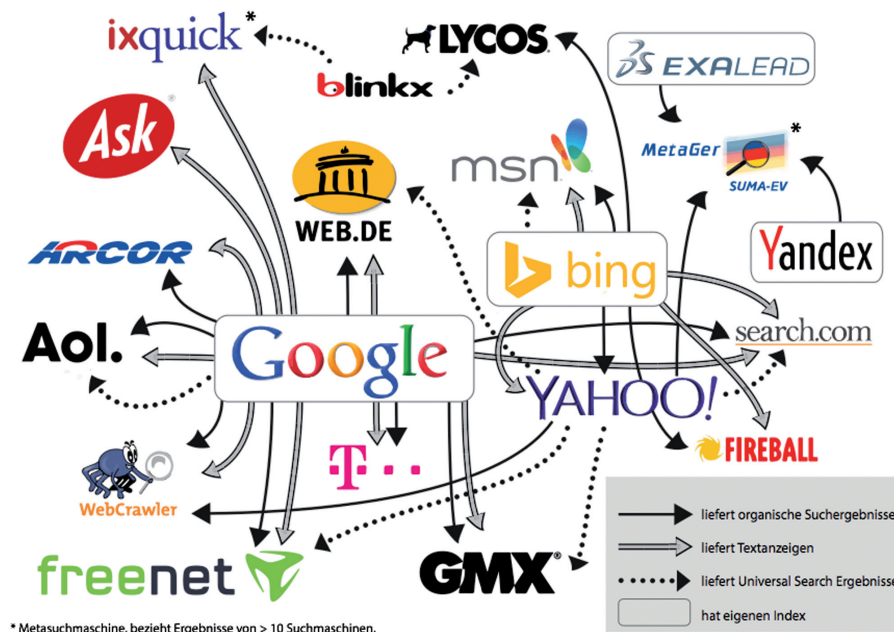 ixquick*
LYCOS
blinkx
EXALEAD
Ask®
WEB.DE
msn
MetaGer
*
SUMA-EV
ARCOR
bing
Yandex
Aol.
Google
search.com
YAHOO!
FIREBALL
T··
WebCrawler
freenet
GMX®
liefert organische Suchergebnisse
liefert Textanzeigen
liefert Universal Search Ergebnisse
hat eigenen Index
* Metasuchmaschine, bezieht Ergebnisse von > 10 Suchmaschinen.